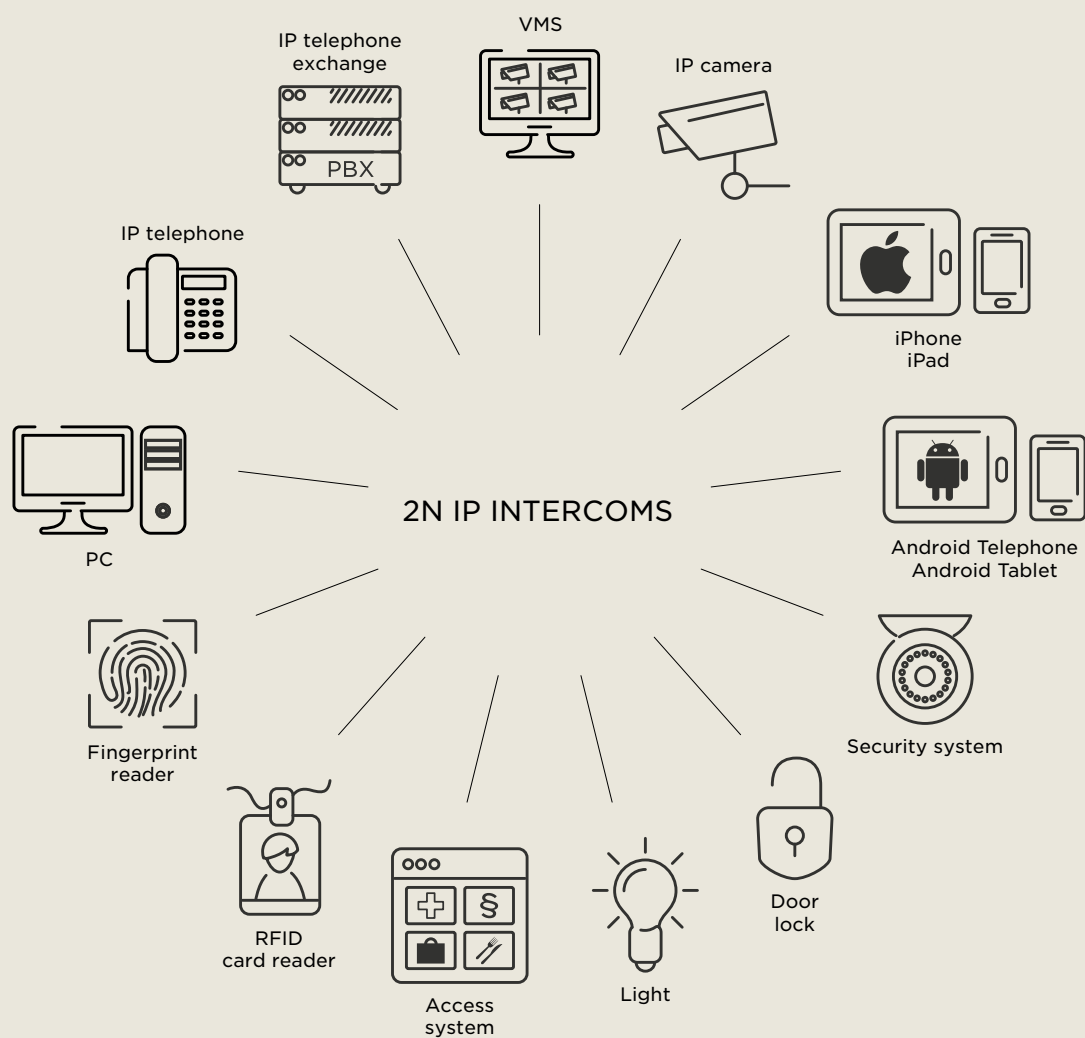 VMS
IP telephone
exchange
IP camera
PBX
IP telephone
iPhone
iPad
2N IP INTERCOMS
PC
Android Telephone
Android Tablet
Fingerprint
reader
Security system
RFID
card reader
§
Door
lock
Light
Access
system